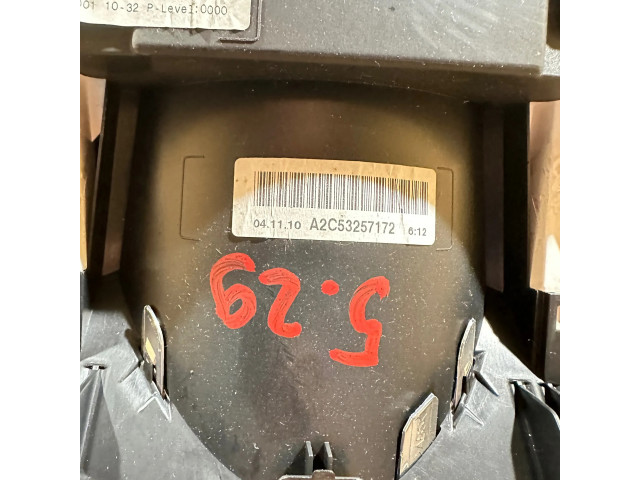 001 10-32 P-Level:0000
04.11.10 A2C53257172 6:12
5.29